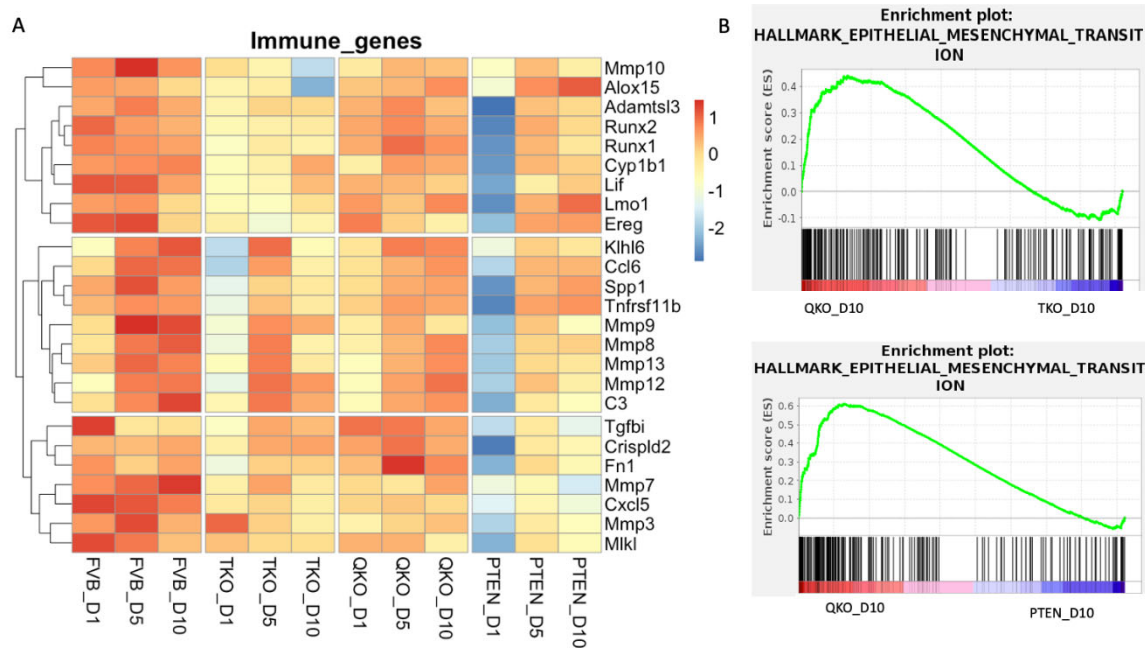 A
Immune_genes
Mmp10
Alox15
Adamtsl3
Runx2
Runx1
Cyp1b1
Lif
Lmo1
Ereg
Klhl6
Ccl6
Spp1
Tnfrsf11b
Mmp9
Mmp8
Mmp13
Mmp12
C3
Tgfbi
Crispld2
Fn1
Mmp7
Cxcl5
Mmp3
Mlkl
1
0
-1
-2
FVB_D1
FVB_D5
FVB_D10
TKO_D1
TKO_D5
TKO_D10
QKO_D1
QKO_D5
QKO_D10
PTEN_D1
PTEN_D5
PTEN_D10
B
Enrichment plot:
HALLMARK_EPITHELIAL_MESENCHYMAL_TRANSIT
ION
Enrichment score (ES)
0.4
0.3
0.2
0.1
0.0
-0.1
QKO_D10 TKO_D10
Enrichment plot:
HALLMARK_EPITHELIAL_MESENCHYMAL_TRANSIT
ION
Enrichment score (ES)
0.6
0.5
0.4
0.3
0.2
0.1
0.0
QKO_D10 PTEN_D10